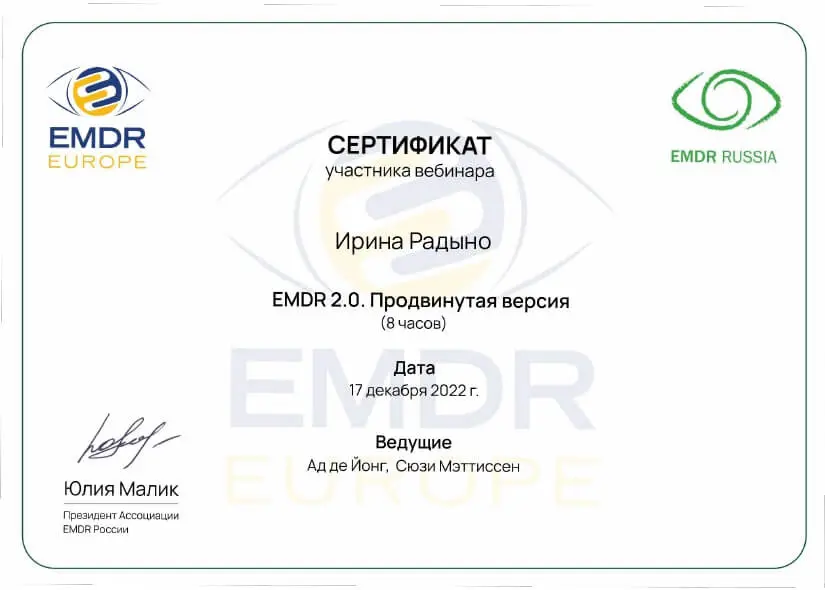 EMDR
EUROPE
EMDR RUSSIA
СЕРТИФИКАТ
участника вебинара
Ирина Радыно
EMDR 2.0. Продвинутая версия
(8 часов)
Дата
17 декабря 2022 г.
EMDR
EUROPE
Ведущие
Ад де Йонг, Сюзи Мэттиссен
Юлия Малик
Президент Ассоциации
EMDR России